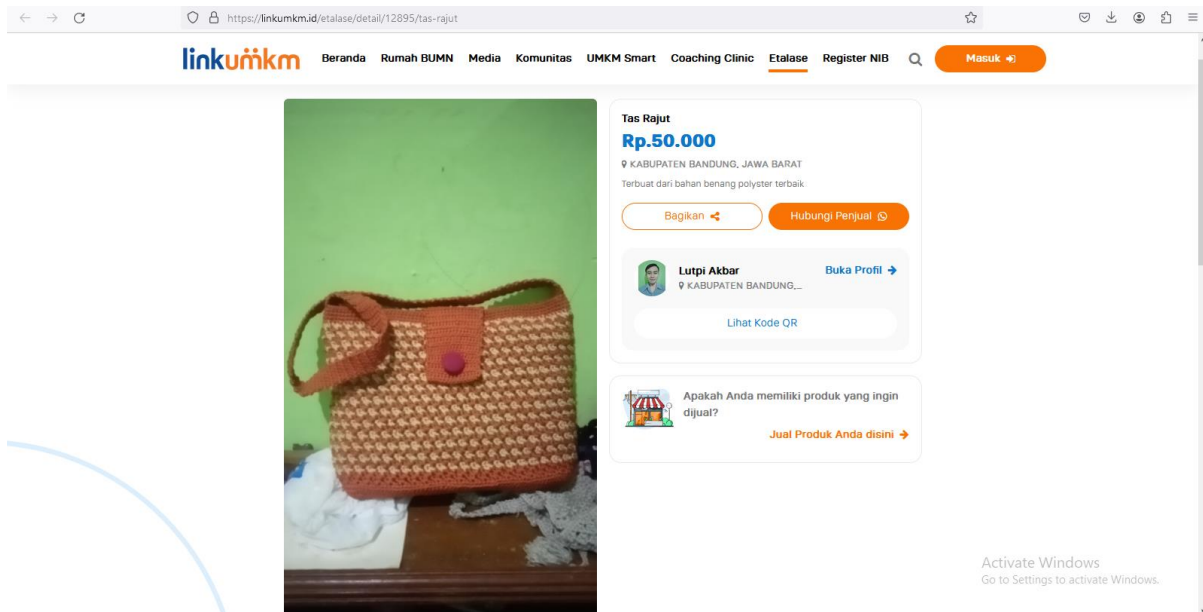 https://linkumkm.id/etalase/detail/12895/tas-rajut
linkumkm Beranda Rumah BUMN Media Komunitas UMKM Smart Coaching Clinic Etalase Register NIB Masuk
Tas Rajut
Rp.50.000
KABUPATEN BANDUNG, JAWA BARAT
Terbuat dari bahan benang polyster terbaik
Bagikan Hubungi Penjual
Lutpi Akbar Buka Profil
KABUPATEN BANDUNG,...
Lihat Kode QR
Apakah Anda memiliki produk yang ingin
dijual?
Jual Produk Anda disini
Activate Windows
Go to Settings to activate Windows.